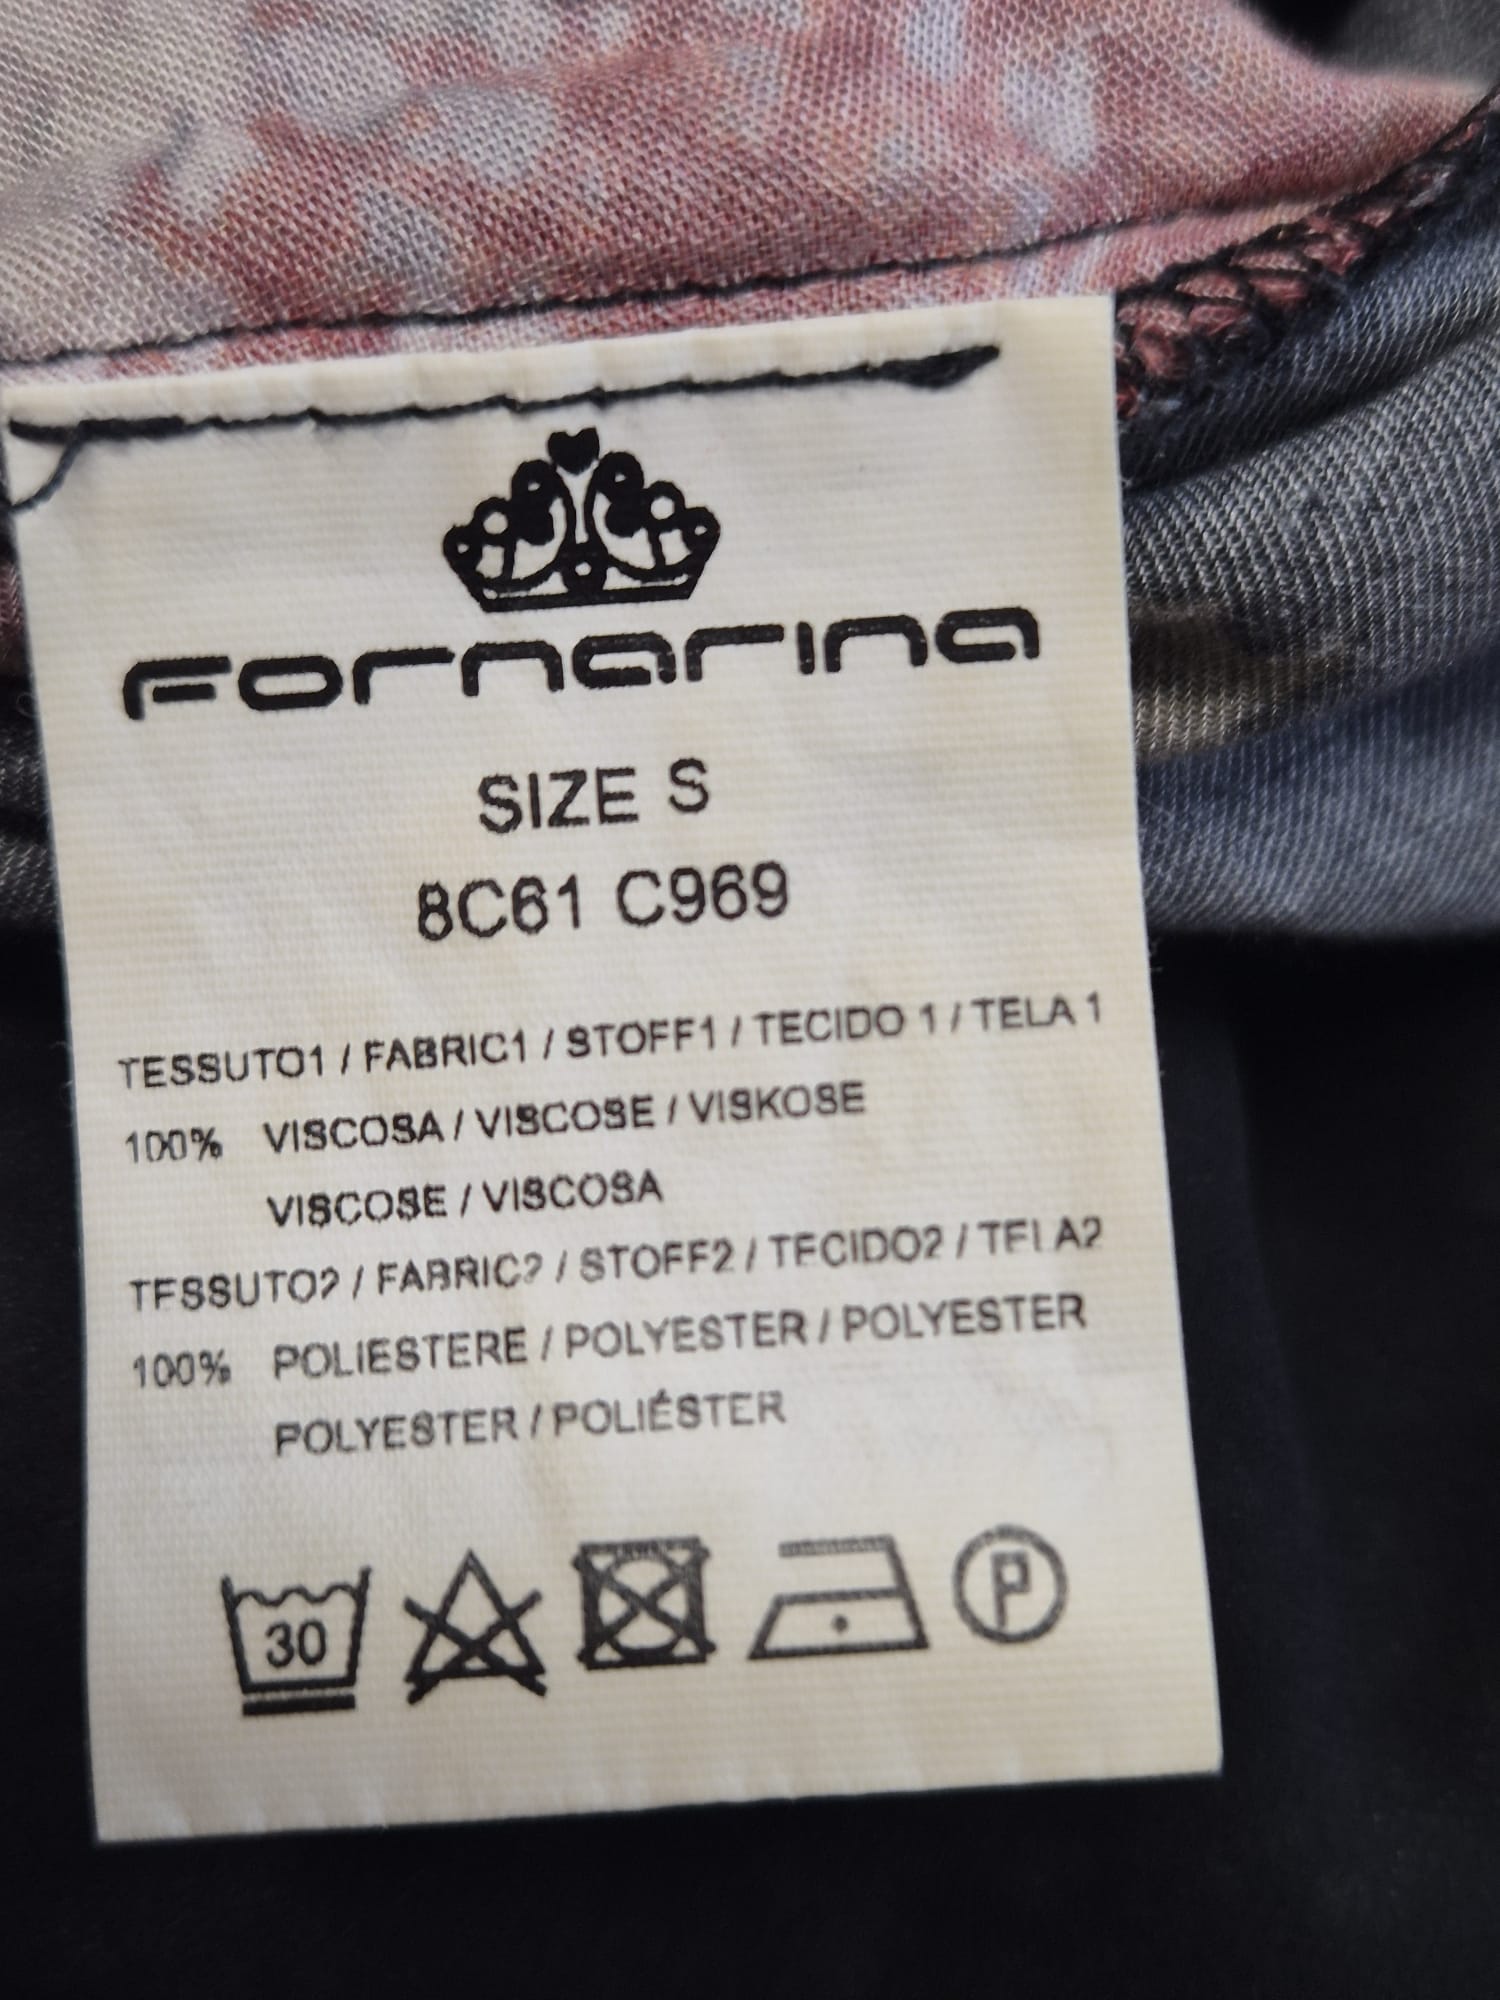 Fornarina
SIZE S
8C61 C969
TESSUTO1 / FABRIC1 / STOFF1 / TECIDO 1 / TELA 1
100% VISCOSA / VISCOSE / VISKOSE
VISCOSE / VISCOSA
TESSUTO2 / FABRIC2 / STOFF2 / TECIDO2 / TELA2
100% POLIESTERE / POLYESTER / POLYESTER
POLYESTER / POLIÉSTER
30 P